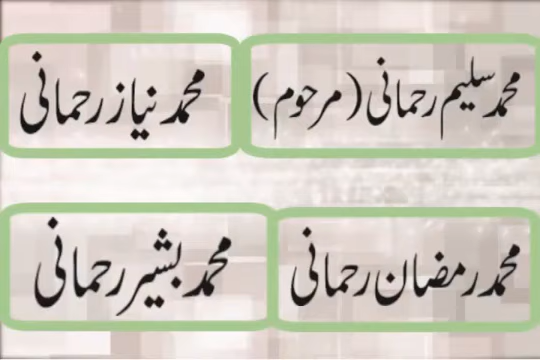 محمد سلیم رحمانی (مرحوم)
محمد نیاز رحمانی
محمد رمضان رحمانی
محمد بشیر رحمانی